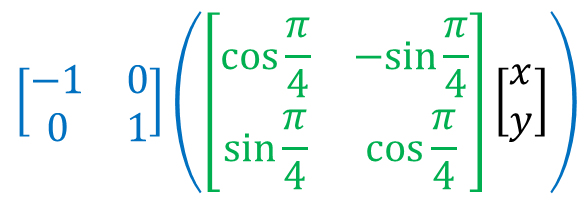 [−1 0; 0 1] ([cos π/4 −sin π/4; sin π/4 cos π/4] [x; y])